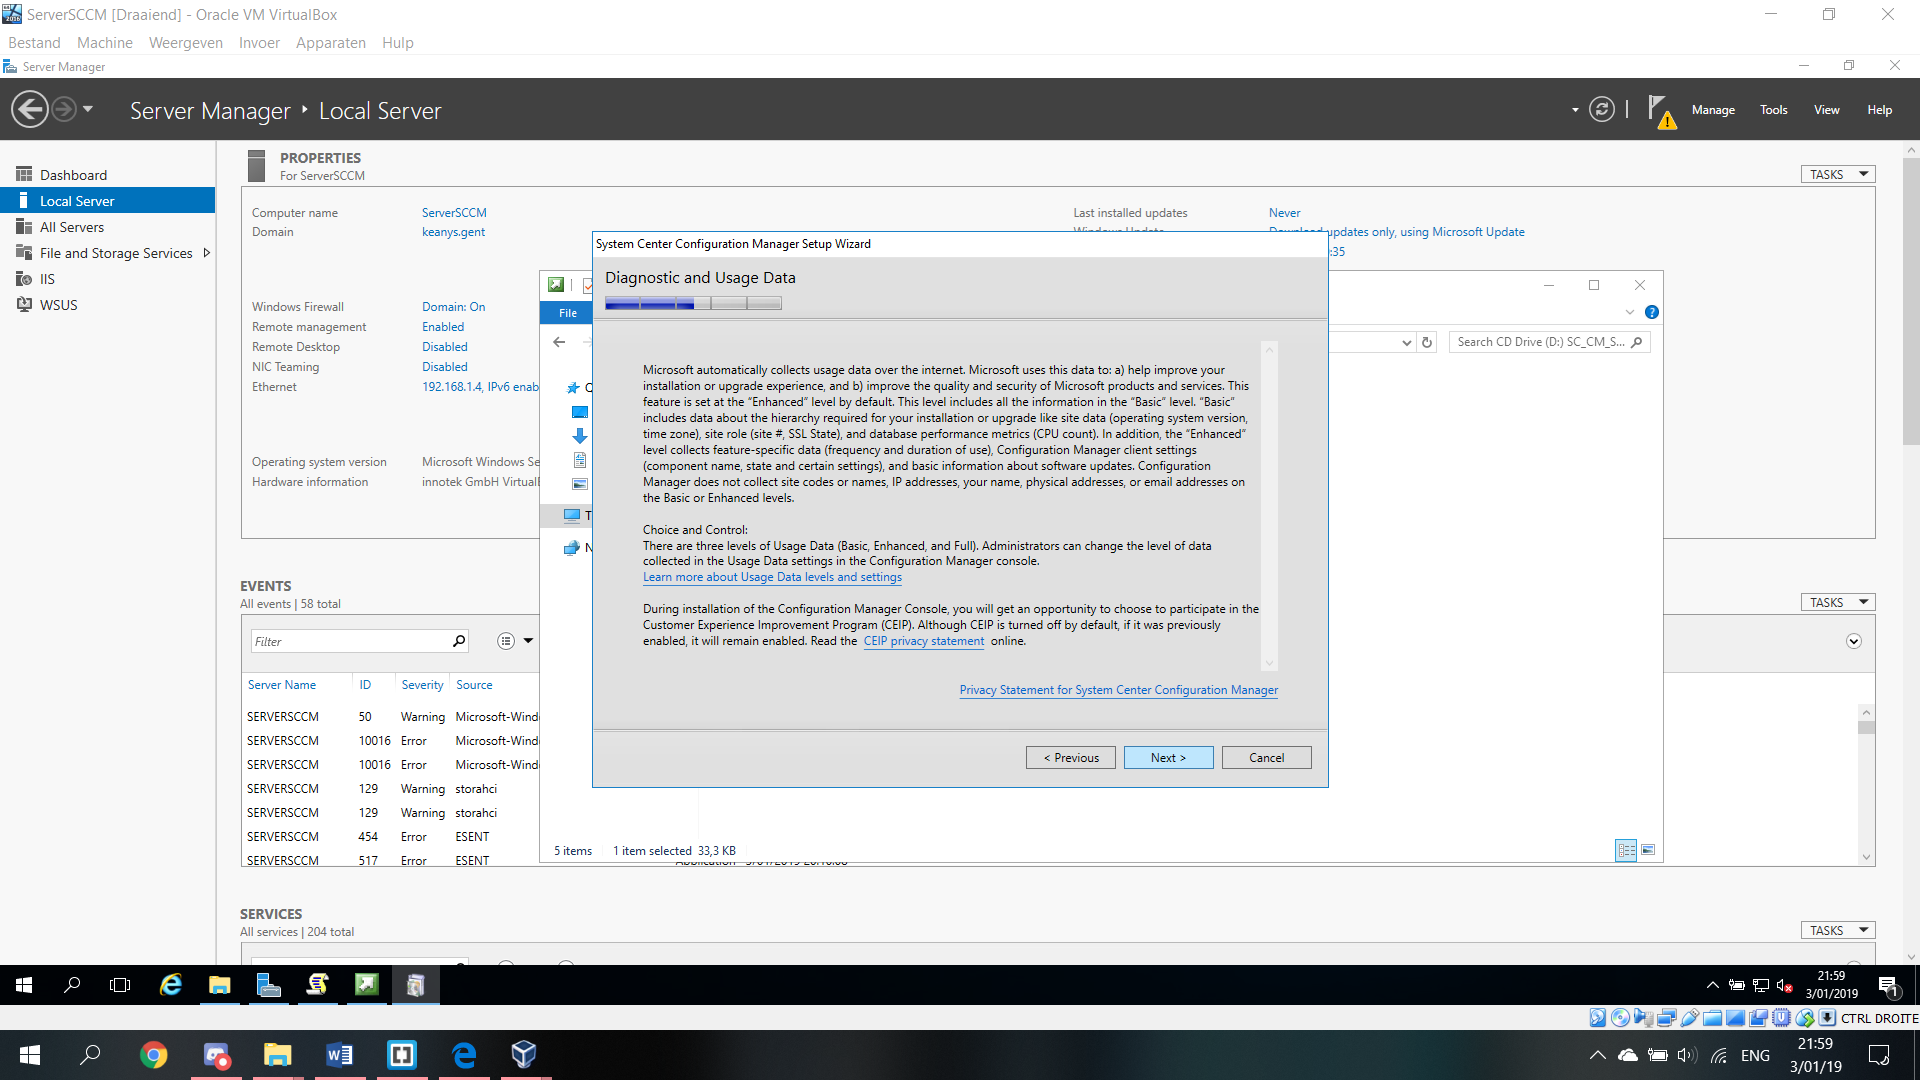 ServerSCCM [Draaiend] - Oracle VM VirtualBox
Bestand Machine Weergeven Invoer Apparaten Hulp
Server Manager
Server Manager Local Server
Manage Tools View Help
Dashboard
Local Server
All Servers
File and Storage Services
IIS
WSUS
PROPERTIES
For ServerSCCM
TASKS
Computer name ServerSCCM
Domain keanys.gent
Last installed updates Never
Download updates only, using Microsoft Update
:35
Windows Firewall Domain: On
Remote management Enabled
Remote Desktop Disabled
NIC Teaming Disabled
Ethernet 192.168.1.4, IPv6 enab
Operating system version Microsoft Windows Se
Hardware information innotek GmbH Virtual
File
Search CD Drive (D:) SC_CM_S...
System Center Configuration Manager Setup Wizard
Diagnostic and Usage Data
Microsoft automatically collects usage data over the internet. Microsoft uses this data to: a) help improve your
installation or upgrade experience, and b) improve the quality and security of Microsoft products and services. This
feature is set at the “Enhanced” level by default. This level includes all the information in the “Basic” level. “Basic”
includes data about the hierarchy required for your installation or upgrade like site data (operating system version,
time zone), site role (site #, SSL State), and database performance metrics (CPU count). In addition, the “Enhanced”
level collects feature-specific data (frequency and duration of use), Configuration Manager client settings
(component name, state and certain settings), and basic information about software updates. Configuration
Manager does not collect site codes or names, IP addresses, your name, physical addresses, or email addresses on
the Basic or Enhanced levels.
Choice and Control:
There are three levels of Usage Data (Basic, Enhanced, and Full). Administrators can change the level of data
collected in the Usage Data settings in the Configuration Manager console.
Learn more about Usage Data levels and settings
During installation of the Configuration Manager Console, you will get an opportunity to choose to participate in the
Customer Experience Improvement Program (CEIP). Although CEIP is turned off by default, if it was previously
enabled, it will remain enabled. Read the CEIP privacy statement online.
Privacy Statement for System Center Configuration Manager
< Previous Next > Cancel
5 items 1 item selected 33,3 KB
EVENTS
All events | 58 total
TASKS
Filter
Server Name ID Severity Source
SERVERSCCM 50 Warning Microsoft-Wind
SERVERSCCM 10016 Error Microsoft-Wind
SERVERSCCM 10016 Error Microsoft-Wind
SERVERSCCM 129 Warning storahci
SERVERSCCM 129 Warning storahci
SERVERSCCM 454 Error ESENT
SERVERSCCM 517 Error ESENT
SERVICES
All services | 204 total
TASKS
21:59
3/01/2019
1
CTRL DROITE
ENG
21:59
3/01/19